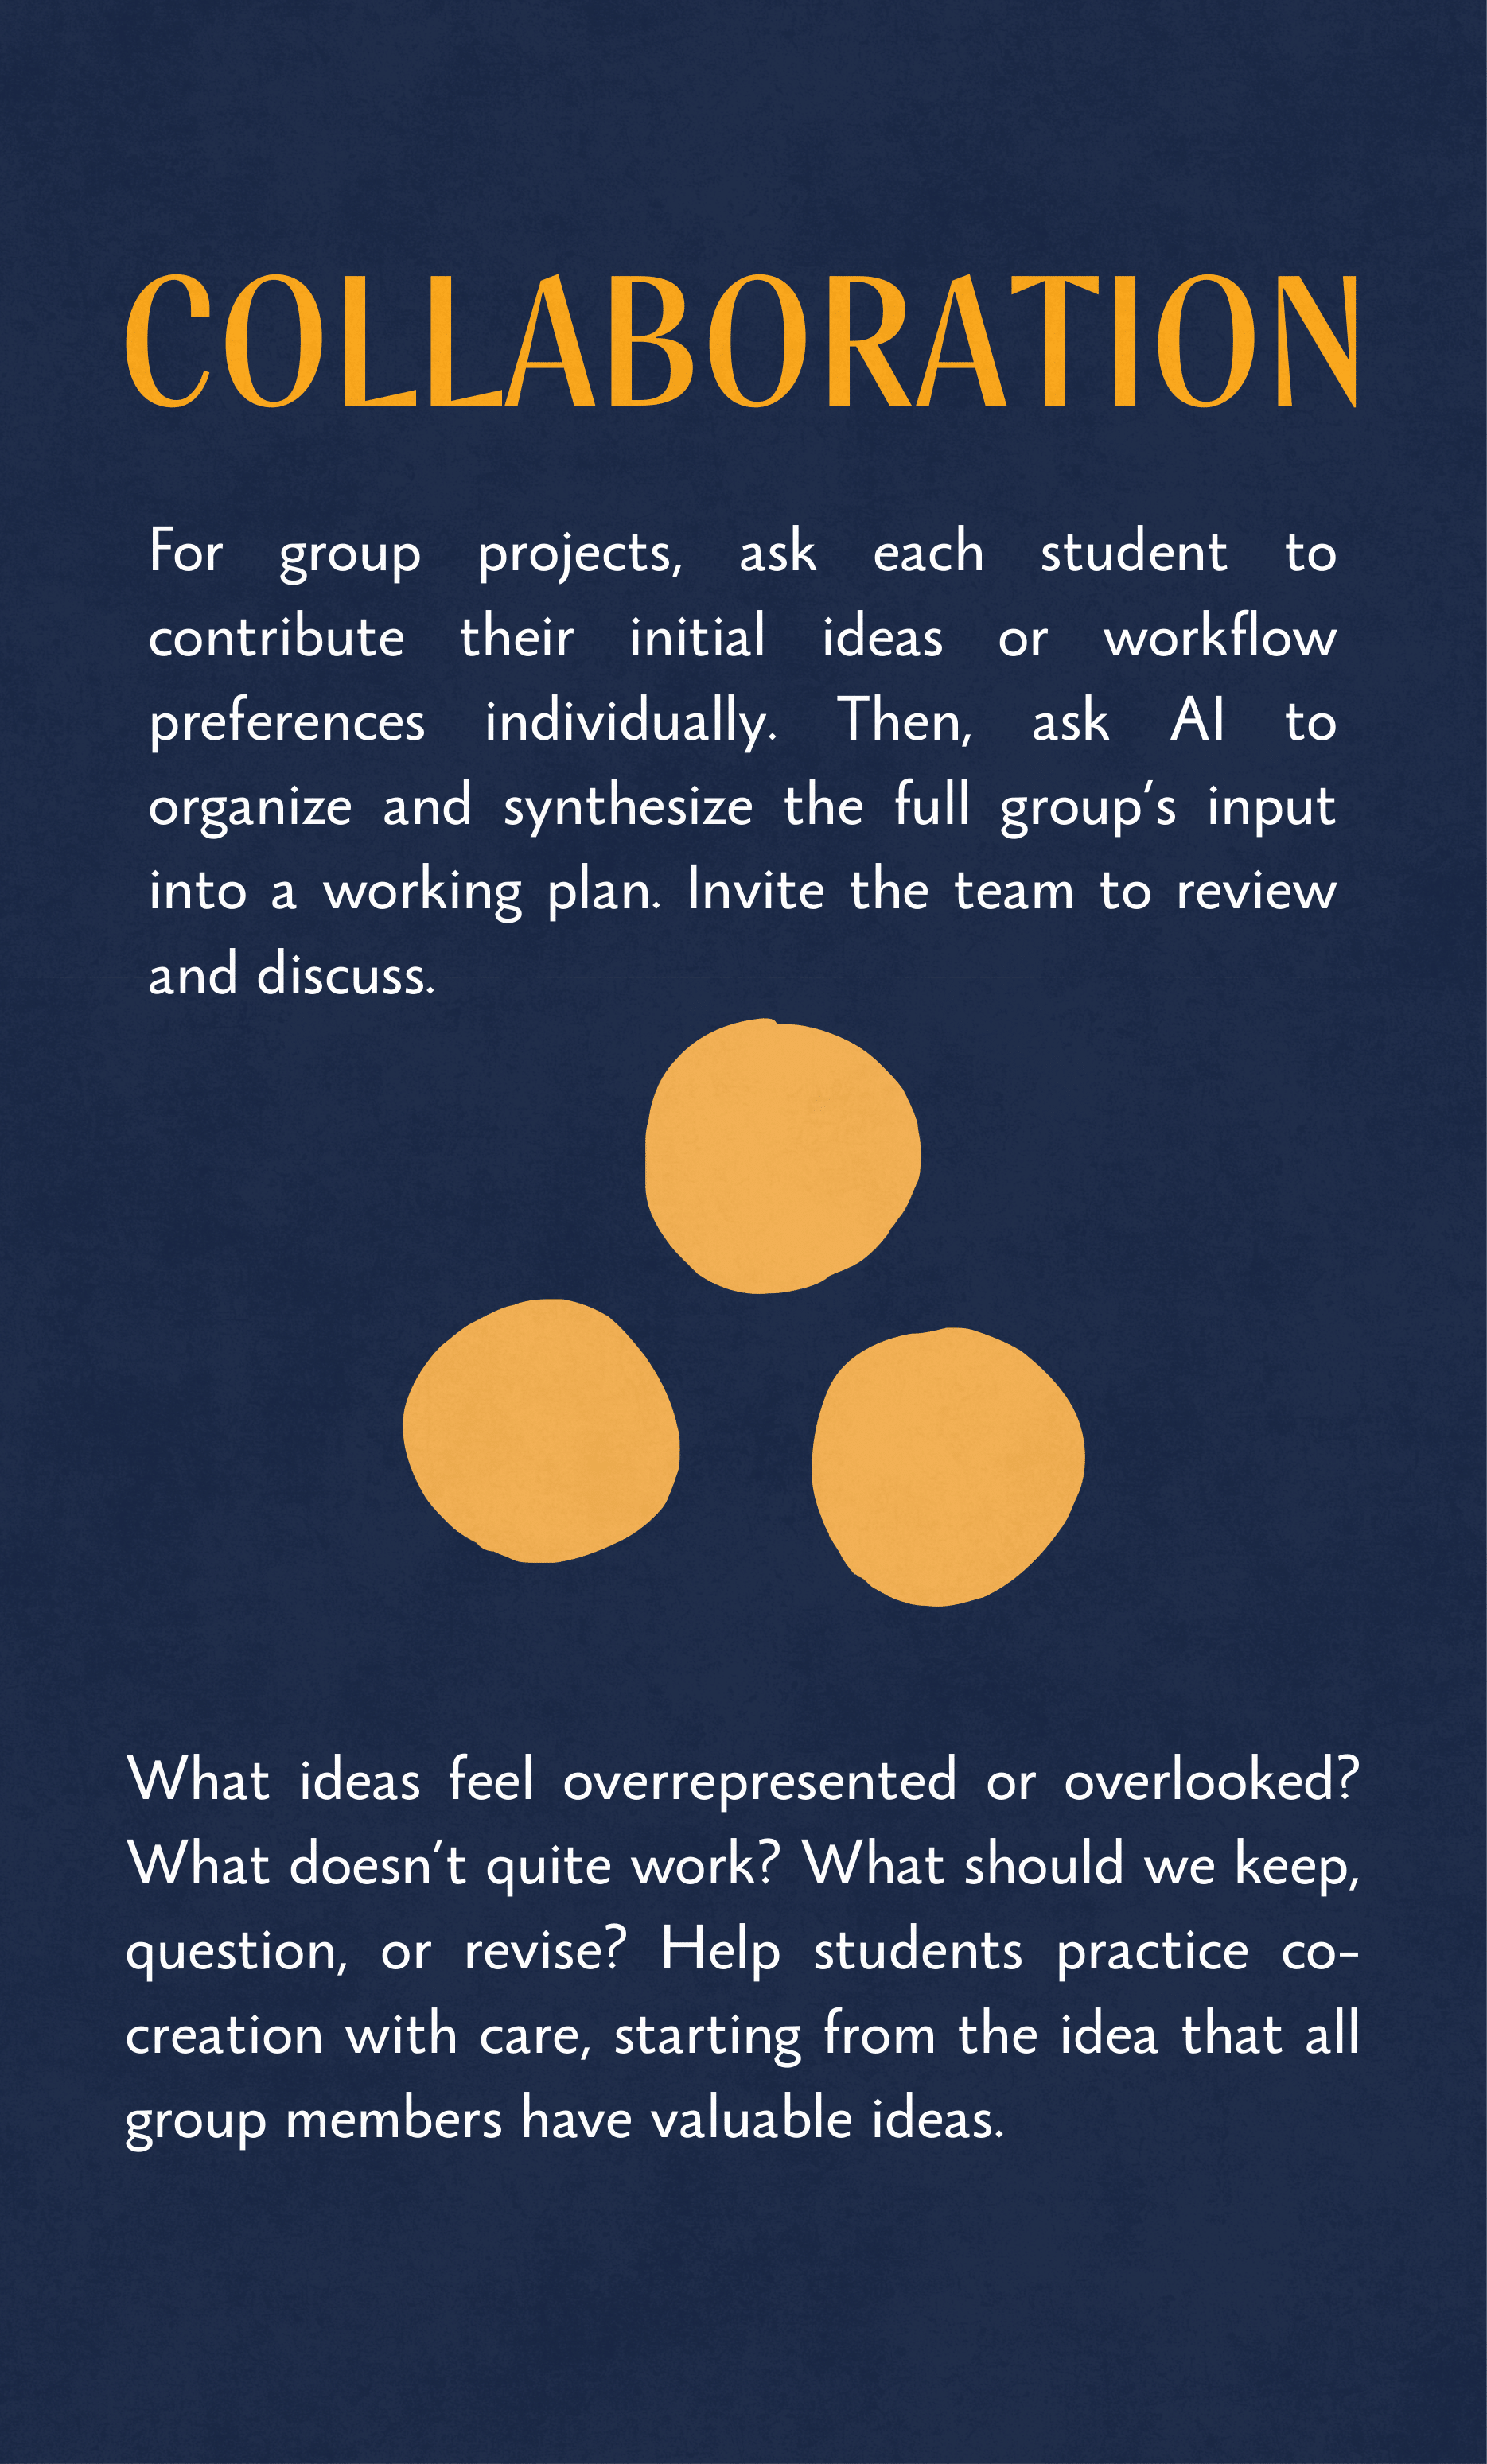 COLLABORATION
For group projects, ask each student to
contribute their initial ideas or workflow
preferences individually. Then, ask AI to
organize and synthesize the full group’s input
into a working plan. Invite the team to review
and discuss.
What ideas feel overrepresented or overlooked?
What doesn’t quite work? What should we keep,
question, or revise? Help students practice co-
creation with care, starting from the idea that all
group members have valuable ideas.